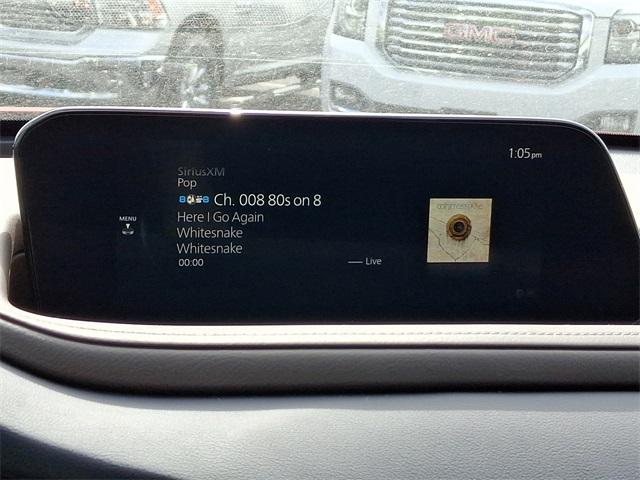 GMC
1:05pm
SiriusXM
Pop
Ch. 008 80s on 8
Here I Go Again
MENU
Whitesnake
Whitesnake
00:00
Live